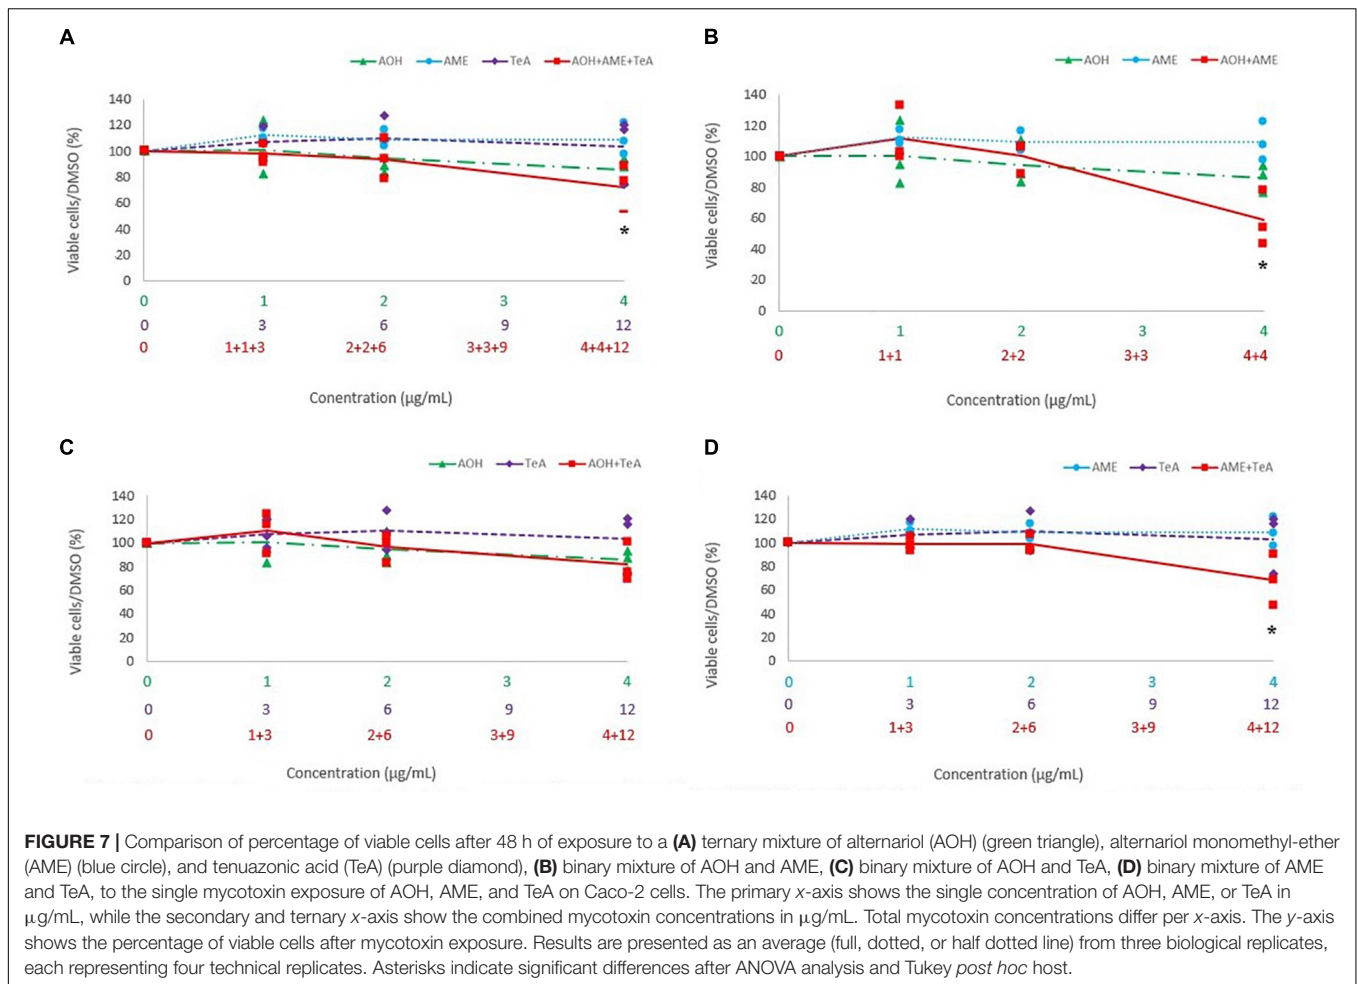 A
AOH AME TeA AOH+AME+TeA
Viable cells/DMSO (%)
140
120
100
80
60
40
20
0
0 1 2 3 4
0 3 6 9 12
0 1+1+3 2+2+6 3+3+9 4+4+12
*
Conentration (µg/mL)
B
AOH AME AOH+AME
Viable cells/DMSO (%)
140
120
100
80
60
40
20
0
0 1 2 3 4
0 1+1 2+2 3+3 4+4
*
Concentration (µg/mL)
C
AOH TeA AOH+TeA
Viable cells/DMSO (%)
140
120
100
80
60
40
20
0
0 1 2 3 4
0 3 6 9 12
0 1+3 2+6 3+9 4+12
Concentration (µg/mL)
D
AME TeA AME+TeA
Viable cells/DMSO (%)
140
120
100
80
60
40
20
0
0 1 2 3 4
0 3 6 9 12
0 1+3 2+6 3+9 4+12
*
Concentration (µg/mL)
FIGURE 7 | Comparison of percentage of viable cells after 48 h of exposure to a (A) ternary mixture of alternariol (AOH) (green triangle), alternariol monomethyl-ether
(AME) (blue circle), and tenuazonic acid (TeA) (purple diamond), (B) binary mixture of AOH and AME, (C) binary mixture of AOH and TeA, (D) binary mixture of AME
and TeA, to the single mycotoxin exposure of AOH, AME, and TeA on Caco-2 cells. The primary x-axis shows the single concentration of AOH, AME, or TeA in
µg/mL, while the secondary and ternary x-axis show the combined mycotoxin concentrations in µg/mL. Total mycotoxin concentrations differ per x-axis. The y-axis
shows the percentage of viable cells after mycotoxin exposure. Results are presented as an average (full, dotted, or half dotted line) from three biological replicates,
each representing four technical replicates. Asterisks indicate significant differences after ANOVA analysis and Tukey post hoc host.